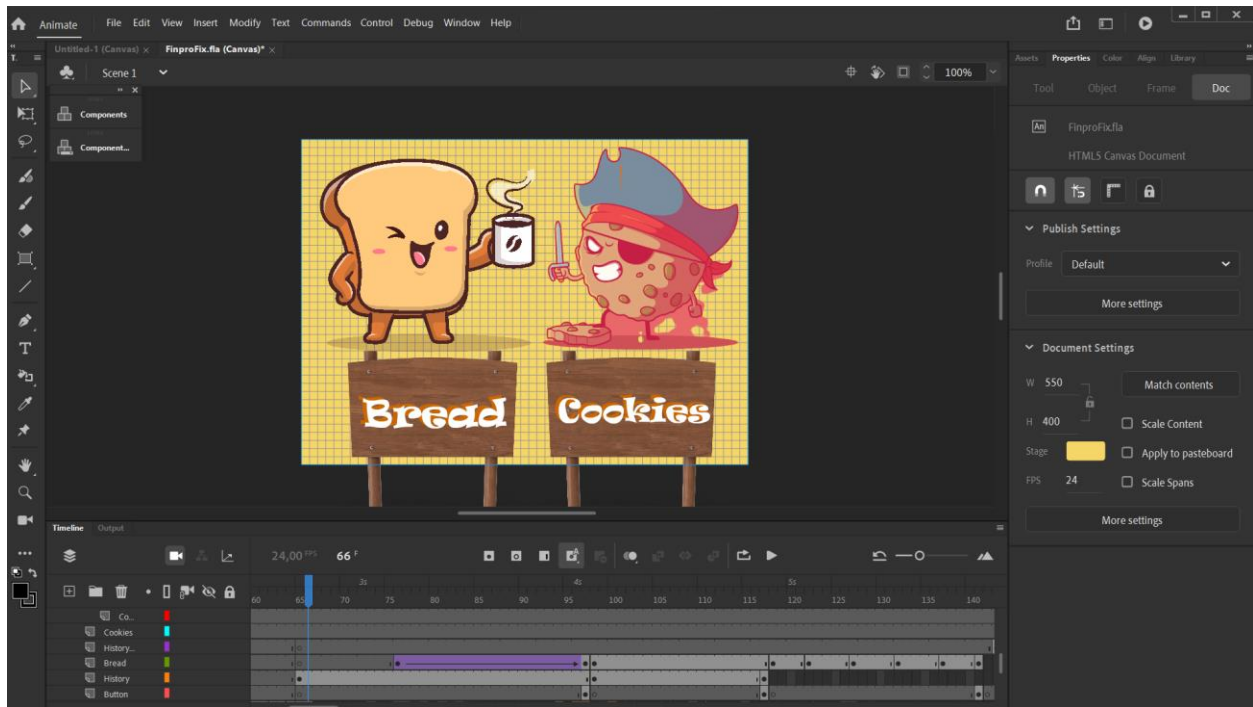 Animate File Edit View Insert Modify Text Commands Control Debug Window Help
Untitled-1 (Canvas) × FinproFix.fla (Canvas)* ×
Scene 1 100%
Components
Component...
Bread Cookies
Assets Properties Color Align Library
Tool Object Frame Doc
An FinproFix.fla
HTML5 Canvas Document
Publish Settings
Profile Default
More settings
Document Settings
W 550 Match contents
H 400 Scale Content
Stage Apply to pasteboard
FPS 24 Scale Spans
More settings
Timeline Output
24,00 FPS 66 F
3s 4s 5s
60 65 70 75 80 85 90 95 100 105 110 115 120 125 130 135 140
Co...
Cookies
History...
Bread
History
Button